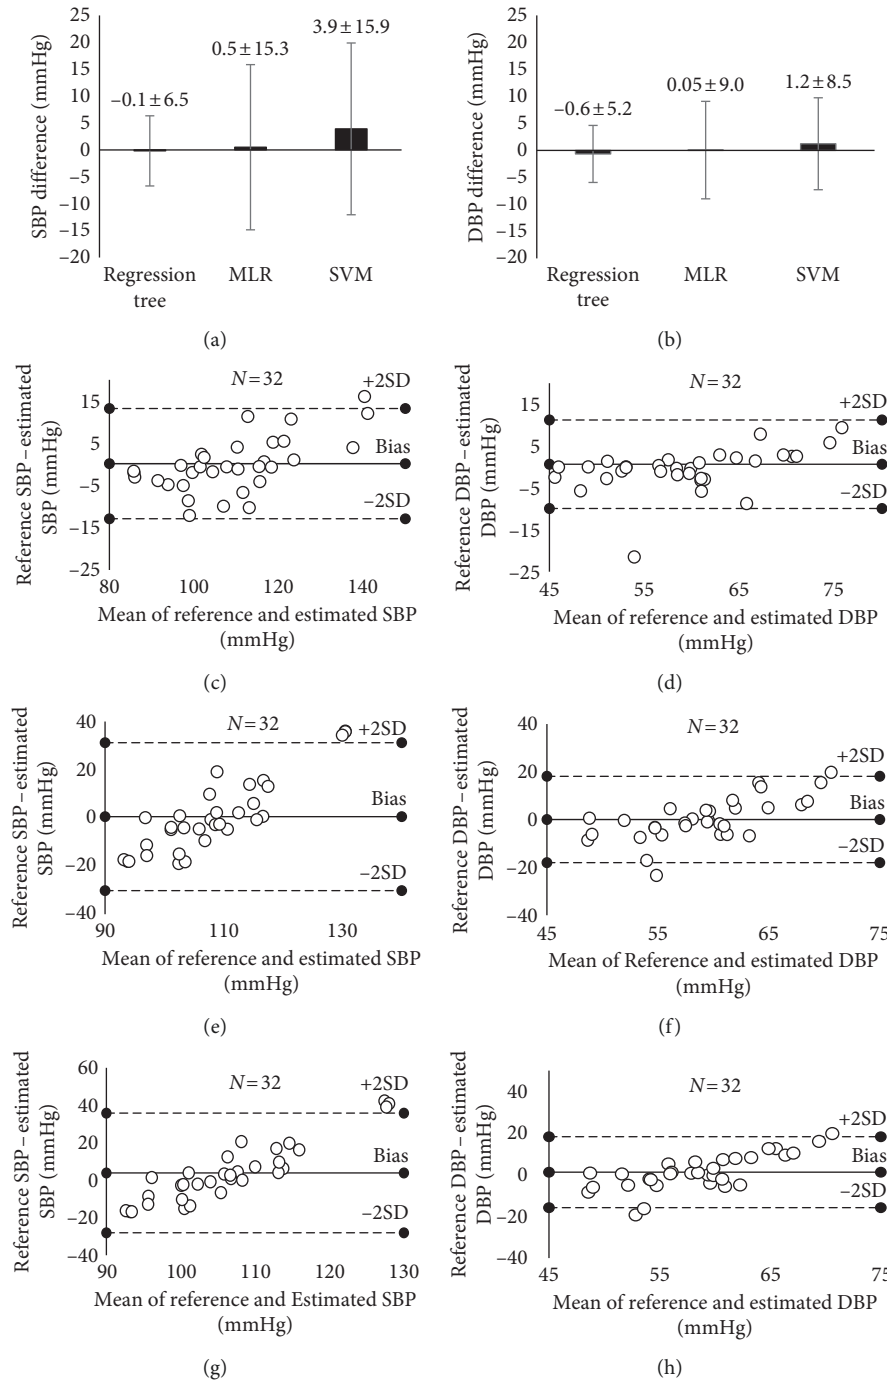 SBP difference (mmHg)
25
20
15
10
5
0
−5
−10
−15
−20
−0.1 ± 6.5
0.5 ± 15.3
3.9 ± 15.9
Regression
tree
MLR
SVM
(a)
DBP difference (mmHg)
25
20
15
10
5
0
−5
−10
−15
−20
−0.6 ± 5.2
0.05 ± 9.0
1.2 ± 8.5
Regression
tree
MLR
SVM
(b)
Reference SBP – estimated
SBP (mmHg)
15
5
−5
−15
−25
N = 32
+2SD
Bias
−2SD
80 100 120 140
Mean of reference and estimated SBP
(mmHg)
(c)
Reference DBP – estimated
DBP (mmHg)
15
5
−5
−15
−25
N = 32
+2SD
Bias
−2SD
45 55 65 75
Mean of reference and estimated DBP
(mmHg)
(d)
Reference SBP – estimated
SBP (mmHg)
40
20
0
−20
−40
N = 32
+2SD
Bias
−2SD
90 110 130
Mean of reference and estimated SBP
(mmHg)
(e)
Reference DBP – estimated
DBP (mmHg)
40
20
0
−20
−40
N = 32
+2SD
Bias
−2SD
45 55 65 75
Mean of Reference and estimated DBP
(mmHg)
(f)
Reference SBP – estimated
SBP (mmHg)
60
40
20
0
−20
−40
N = 32
+2SD
Bias
−2SD
90 100 110 120 130
Mean of reference and Estimated SBP
(mmHg)
(g)
Reference DBP – estimated
DBP (mmHg)
40
20
0
−20
−40
N = 32
+2SD
Bias
−2SD
45 55 65 75
Mean of reference and estimated DBP
(mmHg)
(h)